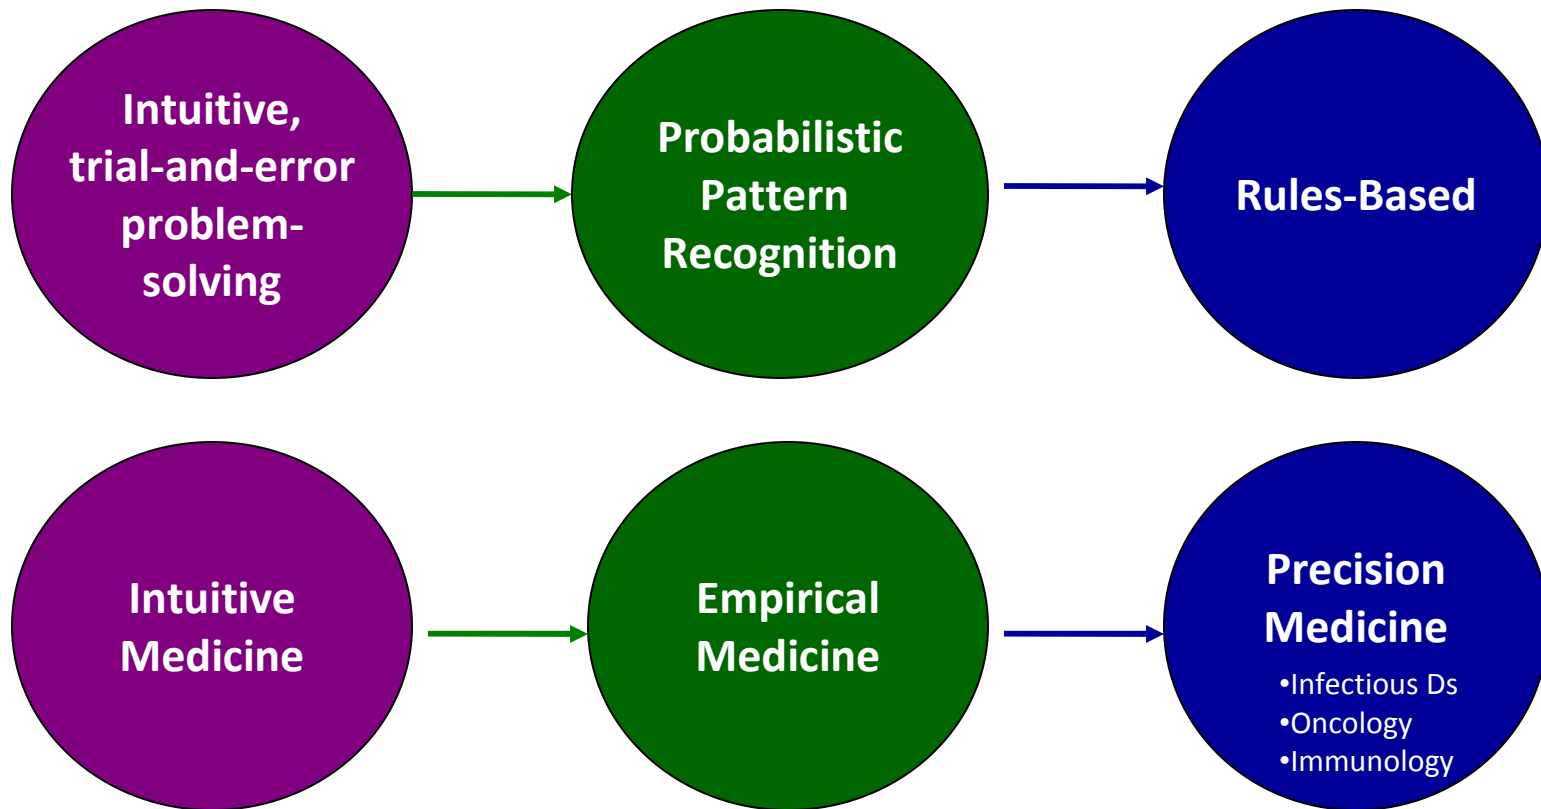 Intuitive,
trial-and-error
problem-
solving
Probabilistic
Pattern
Recognition
Rules-Based
Intuitive
Medicine
Empirical
Medicine
Precision
Medicine
•Infectious Ds
•Oncology
•Immunology